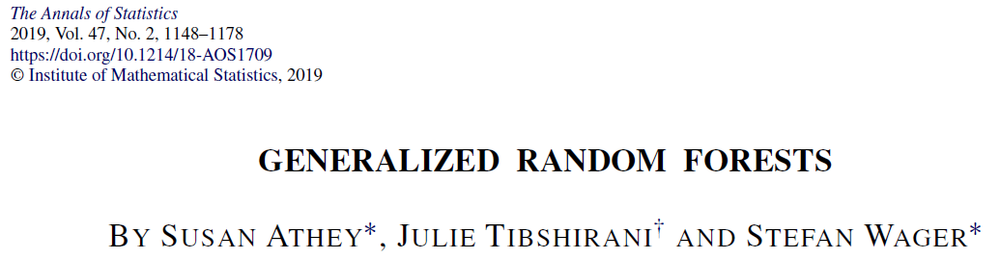 The Annals of Statistics
2019, Vol. 47, No. 2, 1148–1178
https://doi.org/10.1214/18-AOS1709
© Institute of Mathematical Statistics, 2019
GENERALIZED RANDOM FORESTS
BY SUSAN ATHEY*, JULIE TIBSHIRANI† AND STEFAN WAGER*